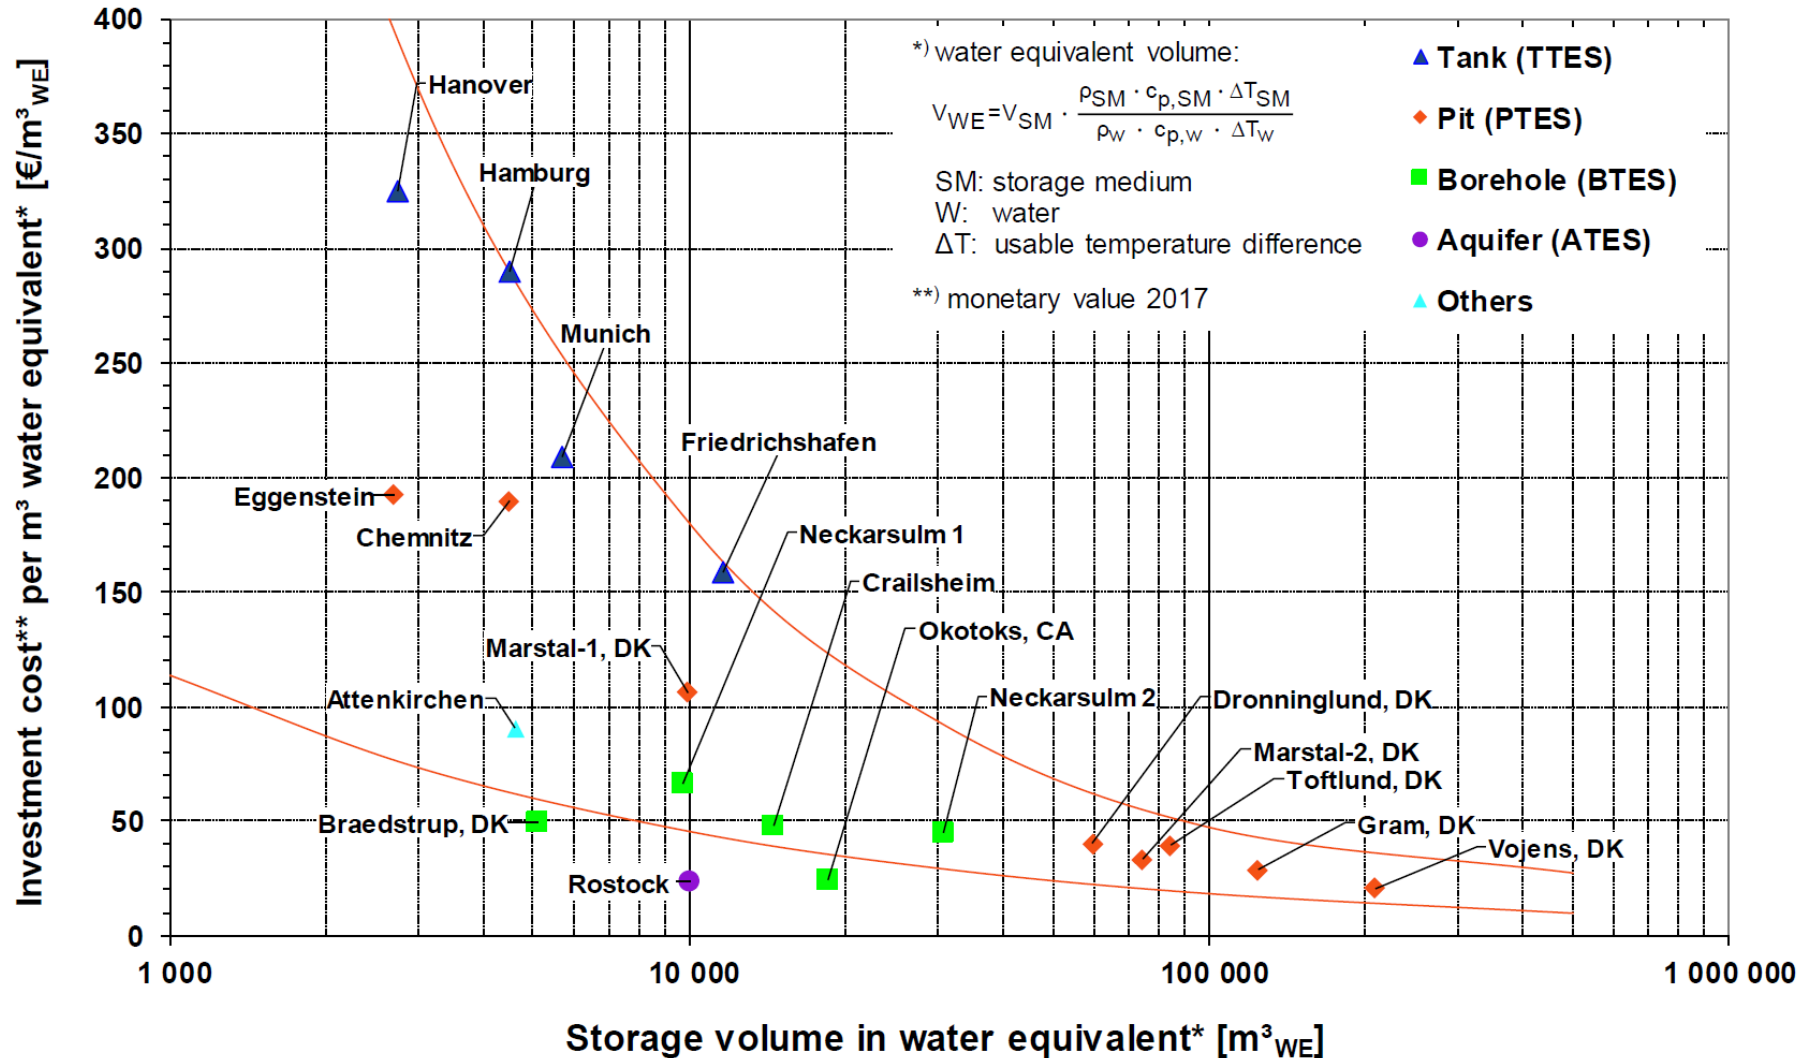 400
350
300
250
200
150
100
50
0
Investment cost** per m³ water equivalent* [€/m³WE]
1 000
10 000
100 000
1 000 000
Storage volume in water equivalent* [m³WE]
*) water equivalent volume:
VWE=VSM · ρSM · cp,SM · ΔTSM
ρw · cp,w · ΔTw
SM: storage medium
W: water
ΔT: usable temperature difference
**) monetary value 2017
Tank (TTES)
Pit (PTES)
Borehole (BTES)
Aquifer (ATES)
Others
Hanover
Hamburg
Munich
Friedrichshafen
Eggenstein
Chemnitz
Neckarsulm 1
Crailsheim
Okotoks, CA
Marstal-1, DK
Attenkirchen
Neckarsulm 2
Dronninglund, DK
Marstal-2, DK
Toftlund, DK
Braedstrup, DK
Gram, DK
Vojens, DK
Rostock